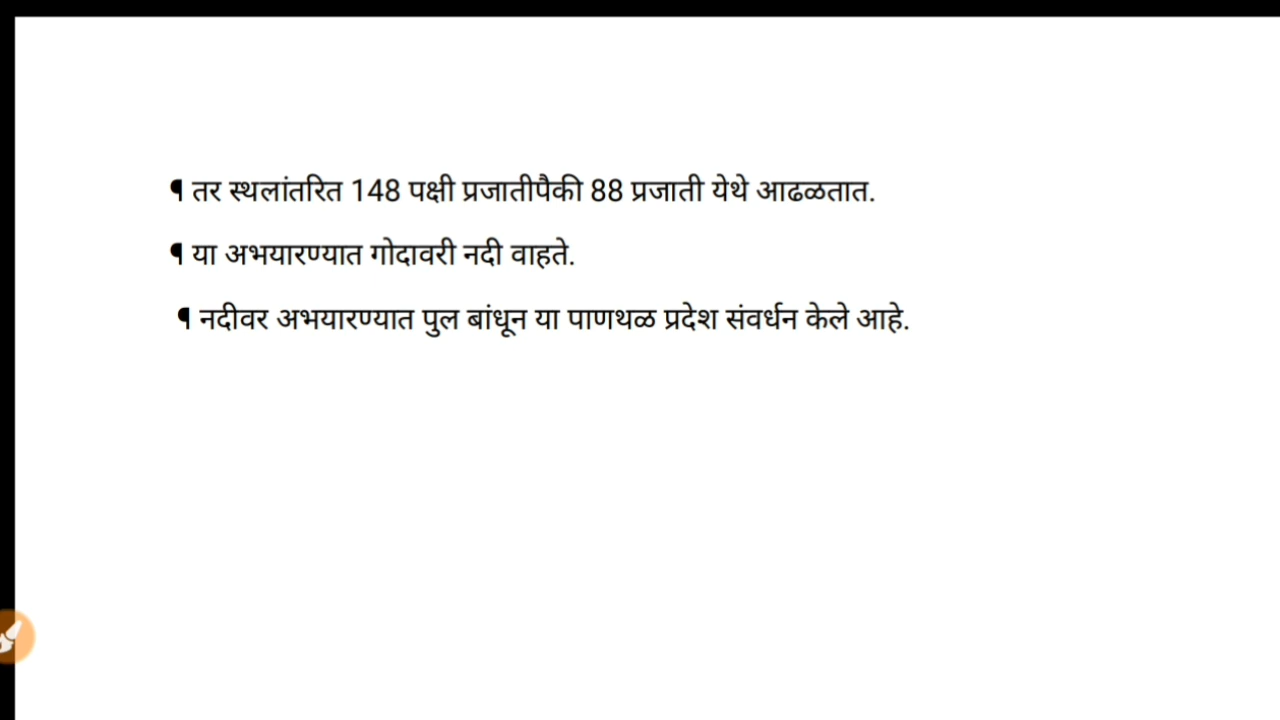 ¶ तर स्थलांतरित 148 पक्षी प्रजातीपैकी 88 प्रजाती येथे आढळतात.
¶ या अभयारण्यात गोदावरी नदी वाहते.
¶ नदीवर अभयारण्यात पुल बांधून या पाणथळ प्रदेश संवर्धन केले आहे.